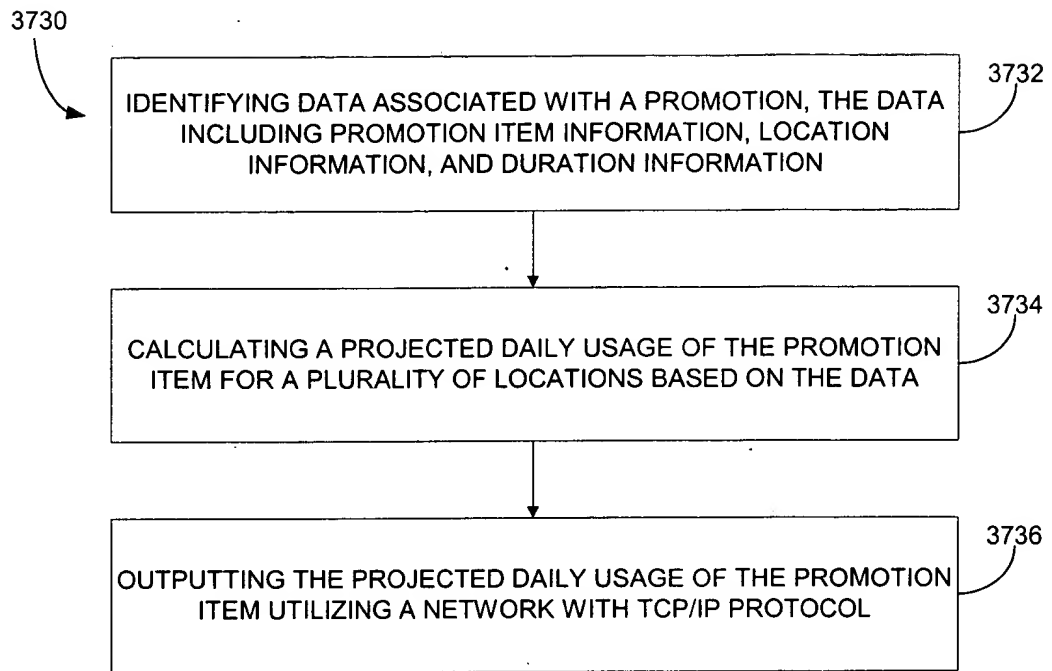 3730
3732
IDENTIFYING DATA ASSOCIATED WITH A PROMOTION, THE DATA
INCLUDING PROMOTION ITEM INFORMATION, LOCATION
INFORMATION, AND DURATION INFORMATION
3734
CALCULATING A PROJECTED DAILY USAGE OF THE PROMOTION
ITEM FOR A PLURALITY OF LOCATIONS BASED ON THE DATA
3736
OUTPUTTING THE PROJECTED DAILY USAGE OF THE PROMOTION
ITEM UTILIZING A NETWORK WITH TCP/IP PROTOCOL